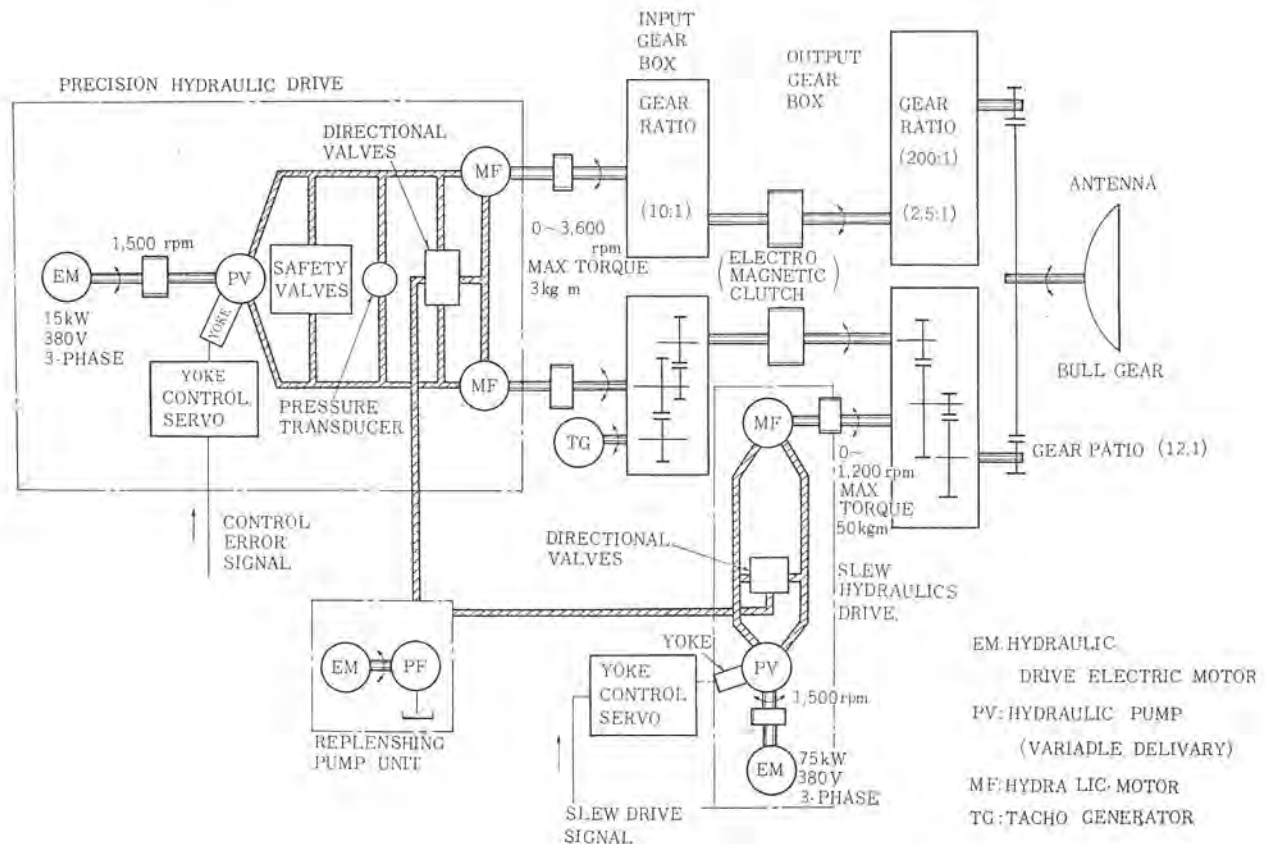 INPUT
GEAR
BOX
OUTPUT
GEAR
BOX
PRECISION HYDRAULIC DRIVE
DIRECTIONAL
VALVES
MF
GEAR
RATIO
(10:1)
GEAR
RATIO
(200:1)
(2.5:1)
ANTENNA
1,500 rpm
EM
PV
SAFETY
VALVES
0~3,600
rpm
MAX TORQUE
3kg m
(ELECTRO
MAGNETIC
CLUTCH)
15kW
380V
3-PHASE
YOKE
YOKE
CONTROL
SERVO
PRESSURE
TRANSDUCER
MF
TG
MF
BULL GEAR
GEAR PATIO (12.1)
0~
1,200 rpm
MAX
TORQUE
50kgm
CONTROL
ERROR
SIGNAL
DIRECTIONAL
VALVES
SLEW
HYDRAULICS
DRIVE.
EM
PF
REPLENSHING
PUMP UNIT
YOKE
YOKE
CONTROL
SERVO
PV
1,500rpm
EM
75kW
380V
3-PHASE
SLEW DRIVE
SIGNAL
EM HYDRAULIC
DRIVE ELECTRIC MOTOR
PV:HYDRAULIC PUMP
(VARIADLE DELIVARY)
MF:HYDRA LIC MOTOR
TG:TACHO GENERATOR